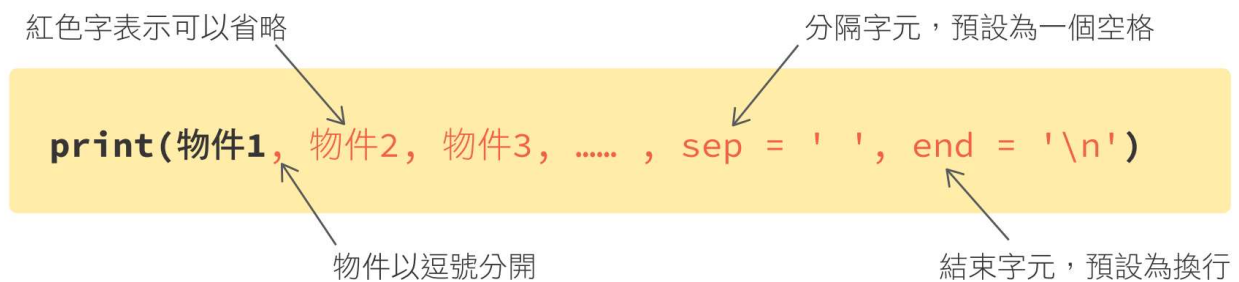 紅色字表示可以省略
分隔字元，預設為一個空格
print(物件1, 物件2, 物件3, …… , sep = ' ', end = '\n')
物件以逗號分開
結束字元，預設為換行